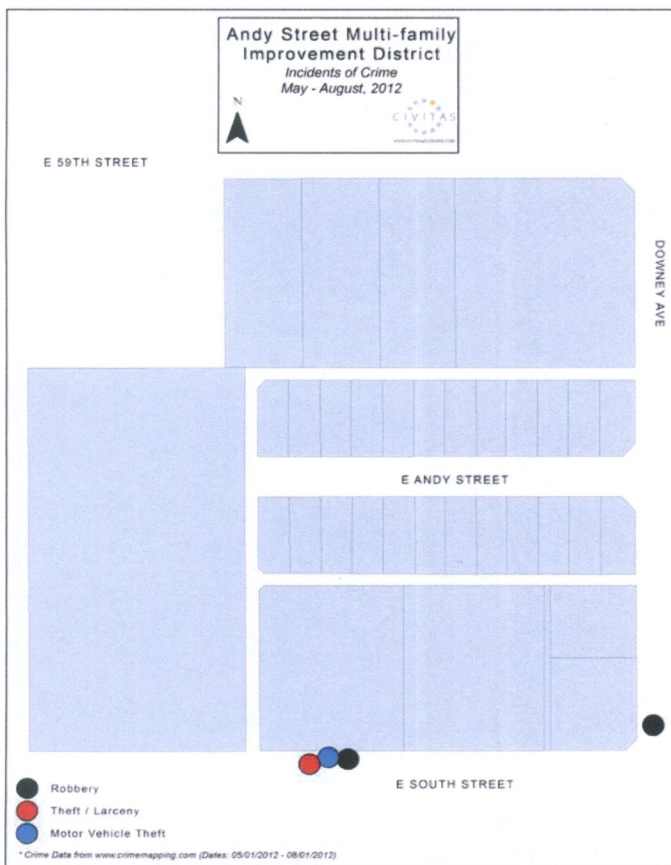 Andy Street Multi-family
Improvement District
Incidents of Crime
May - August, 2012
N
CIVITAS
E 59TH STREET
DOWNEY AVE
E ANDY STREET
E SOUTH STREET
Robbery
Theft / Larceny
Motor Vehicle Theft
* Crime Data from www.crimemapping.com (Dates: 05/01/2012 - 08/01/2012)